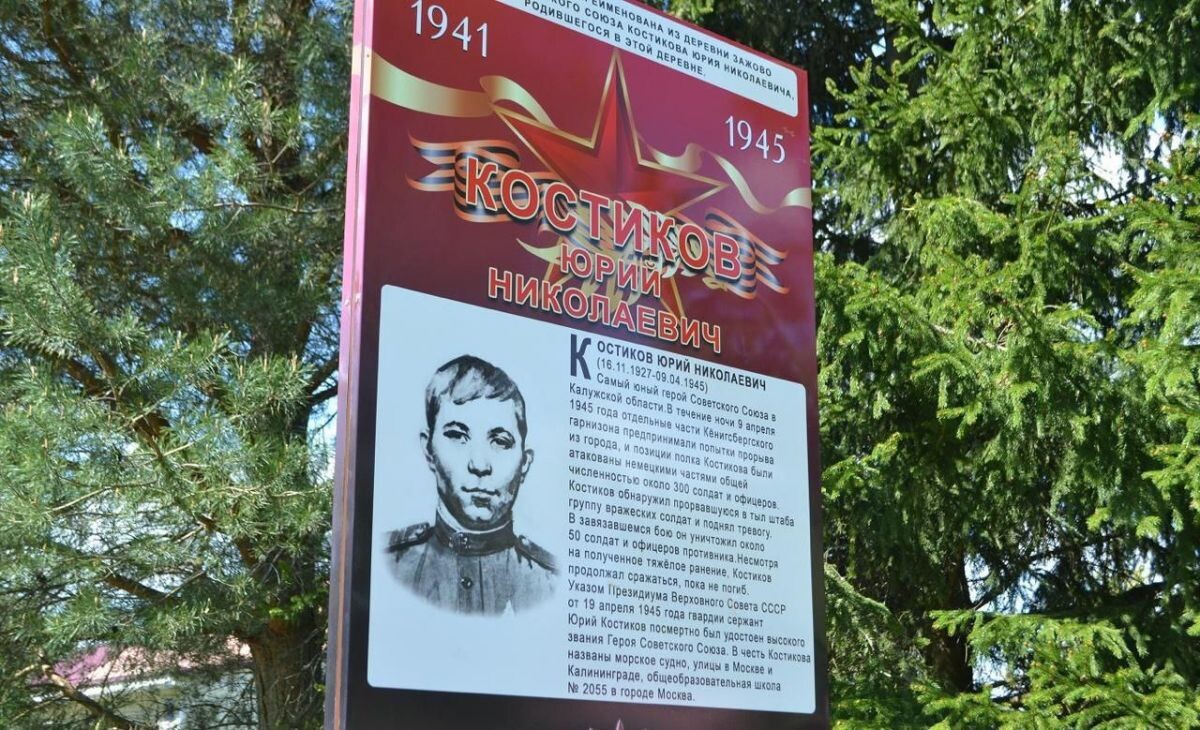 ЕИМЕНОВАНА ИЗ ДЕРЕВНИ ЗАЖОВО
КОГО СОЮЗА КОСТИКОВА ЮРИЯ НИКОЛАЕВИЧА,
РОДИВШЕГОСЯ В ЭТОЙ ДЕРЕВНЕ.
1941
1945
КОСТИКОВ
ЮРИЙ
НИКОЛАЕВИЧ
КОСТИКОВ ЮРИЙ НИКОЛАЕВИЧ
(16.11.1927-09.04.1945)
Самый юный герой Советского Союза в
Калужской области.В течение ночи 9 апреля
1945 года отдельные части Кёнигсбергского
гарнизона предпринимали попытки прорыва
из города, и позиции полка Костикова были
атакованы немецкими частями общей
численностью около 300 солдат и офицеров.
Костиков обнаружил прорвавшуюся в тыл штаба
группу вражеских солдат и поднял тревогу.
В завязавшемся бою он уничтожил около
50 солдат и офицеров противника.Несмотря
на полученное тяжёлое ранение, Костиков
продолжал сражаться, пока не погиб.
Указом Президиума Верховного Совета СССР
от 19 апреля 1945 года гвардии сержант
Юрий Костиков посмертно был удостоен высокого
звания Героя Советского Союза. В честь Костикова
названы морское судно, улицы в Москве и
Калининграде, общеобразовательная школа
№ 2055 в городе Москва.